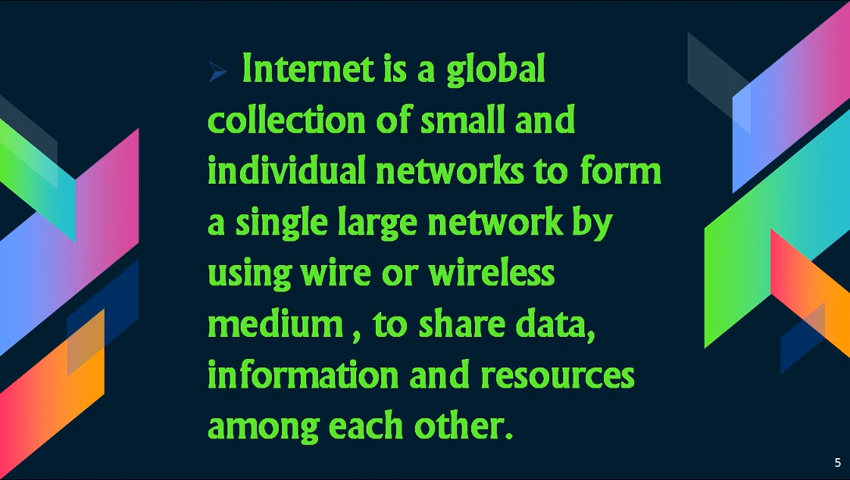 ➢ Internet is a global
collection of small and
individual networks to form
a single large network by
using wire or wireless
medium , to share data,
information and resources
among each other.
5